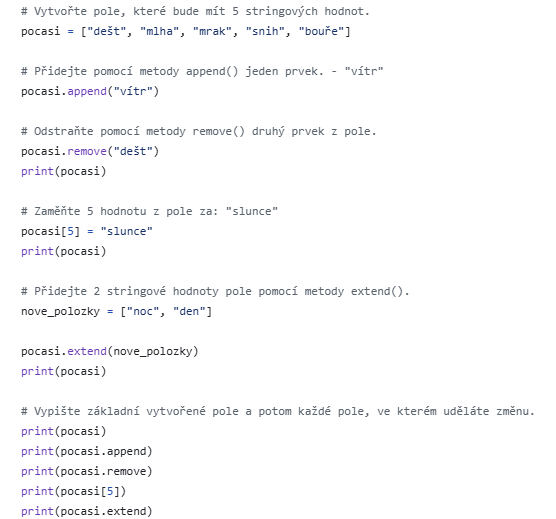 # Vytvořte pole, které bude mít 5 stringových hodnot.
pocasi = ["dešt", "mlha", "mrak", "snih", "bouře"]
# Přidejte pomocí metody append() jeden prvek. - "vítr"
pocasi.append("vítr")
# Odstraňte pomocí metody remove() druhý prvek z pole.
pocasi.remove("dešt")
print(pocasi)
# Zaměňte 5 hodnotu z pole za: "slunce"
pocasi[5] = "slunce"
print(pocasi)
# Přidejte 2 stringové hodnoty pole pomocí metody extend().
nove_polozky = ["noc", "den"]
pocasi.extend(nove_polozky)
print(pocasi)
# Vypište základní vytvořené pole a potom každé pole, ve kterém uděláte změnu.
print(pocasi)
print(pocasi.append)
print(pocasi.remove)
print(pocasi[5])
print(pocasi.extend)